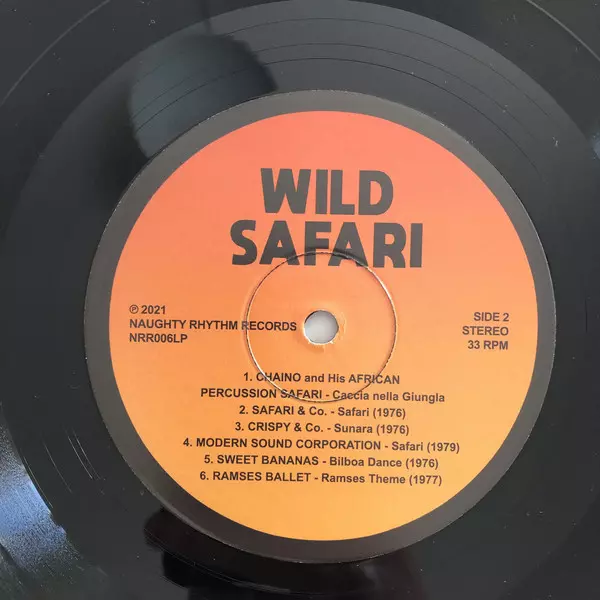 WILD
SAFARI
℗ 2021
NAUGHTY RHYTHM RECORDS
NRR006LP
SIDE 2
STEREO
33 RPM
1. CHAINO and His AFRICAN
PERCUSSION SAFARI - Caccia nella Giungla
2. SAFARI & Co. - Safari (1976)
3. CRISPY & Co. - Sunara (1976)
4. MODERN SOUND CORPORATION - Safari (1979)
5. SWEET BANANAS - Bilboa Dance (1976)
6. RAMSES BALLET - Ramses Theme (1977)